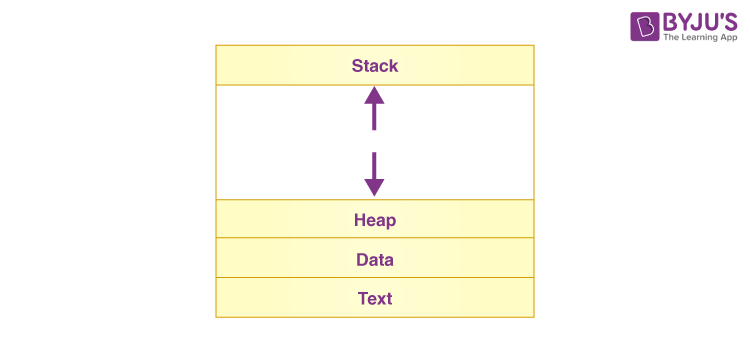 BYJU'S
The Learning App
Stack
Heap
Data
Text